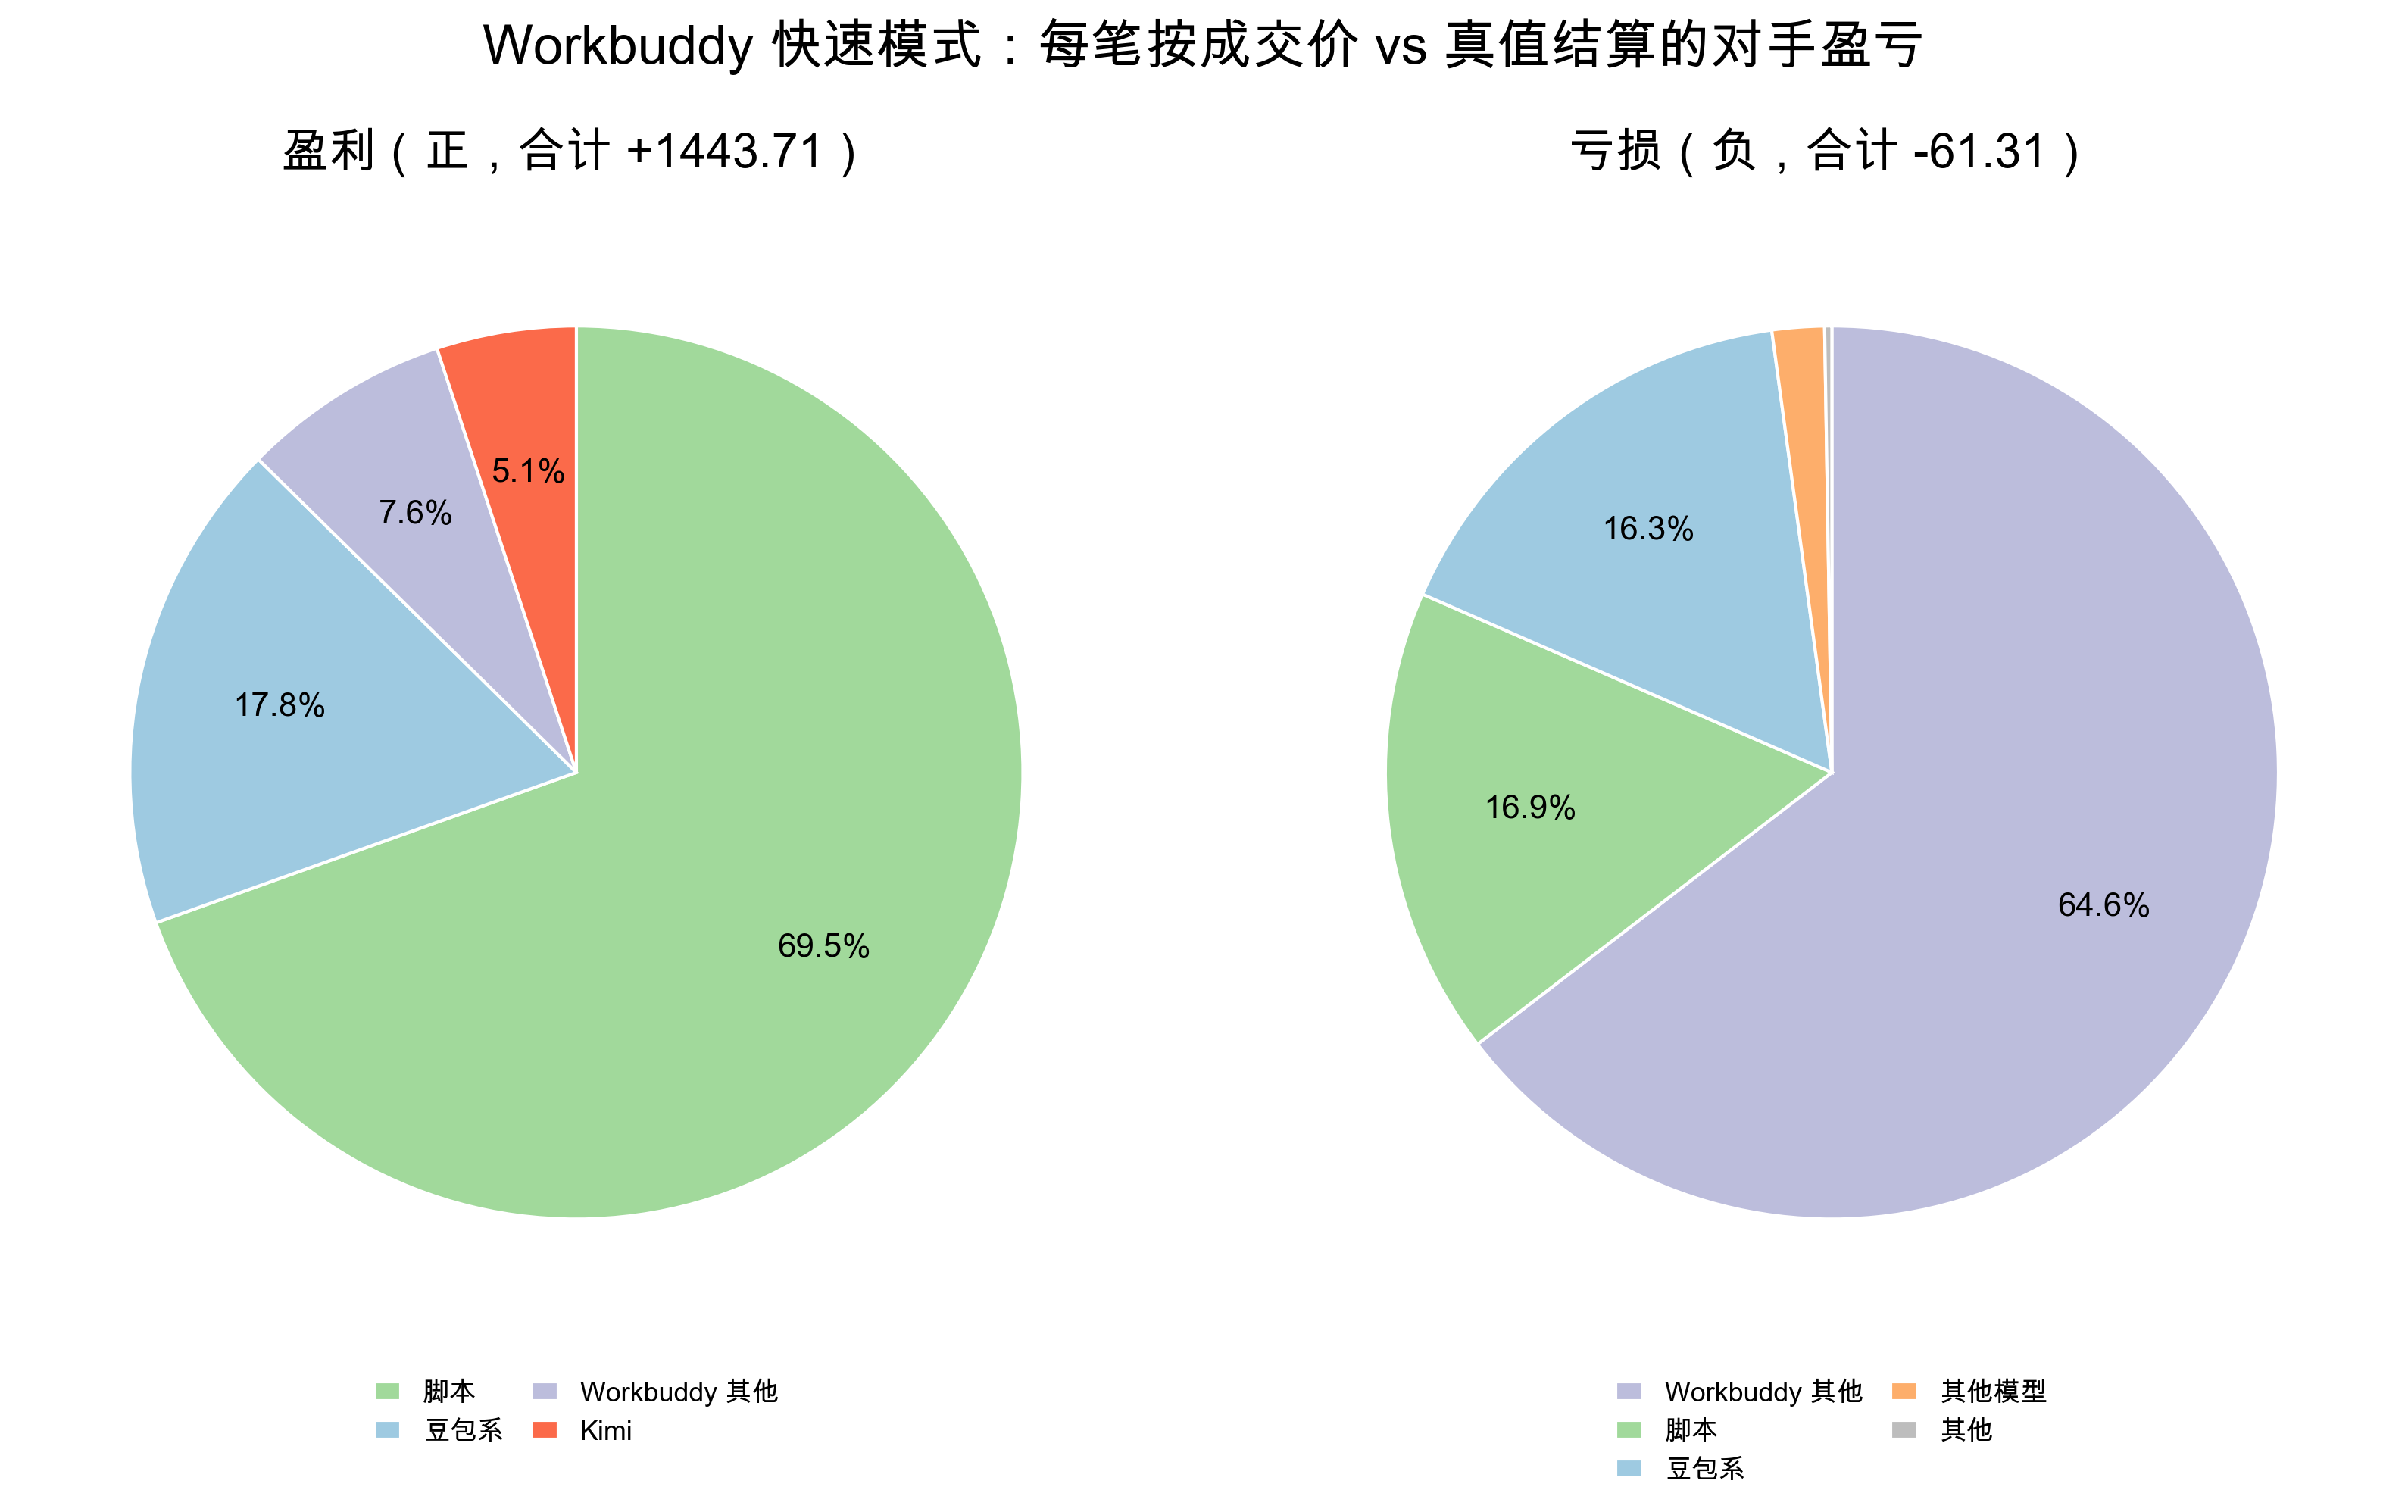 Workbuddy 快速模式：每笔按成交价 vs 真值结算的对手盈亏
盈利（正，合计 +1443.71）
亏损（负，合计 -61.31）
5.1%
7.6%
17.8%
69.5%
16.3%
16.9%
64.6%
脚本
豆包系
Workbuddy 其他
Kimi
Workbuddy 其他
脚本
豆包系
其他模型
其他